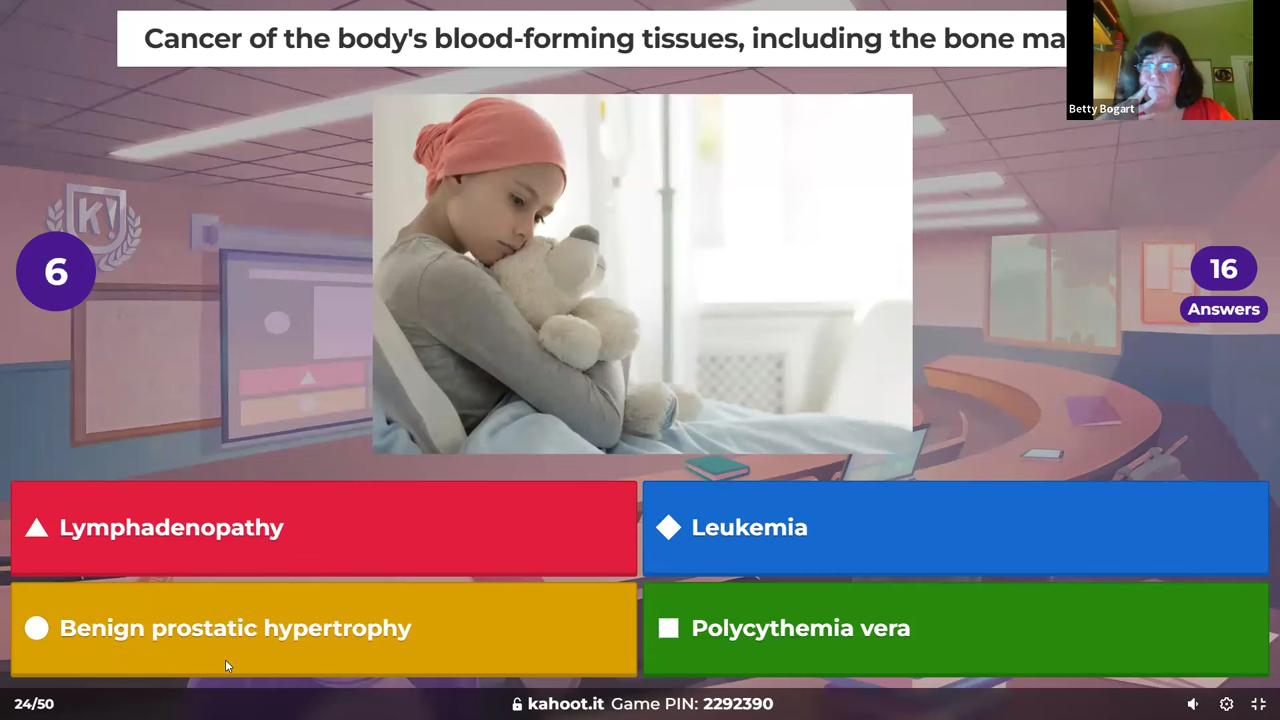 Cancer of the body's blood-forming tissues, including the bone ma
Betty Bogart
K!
6
16
Answers
Lymphadenopathy
Leukemia
Benign prostatic hypertrophy
Polycythemia vera
24/50
kahoot.it Game PIN: 2292390